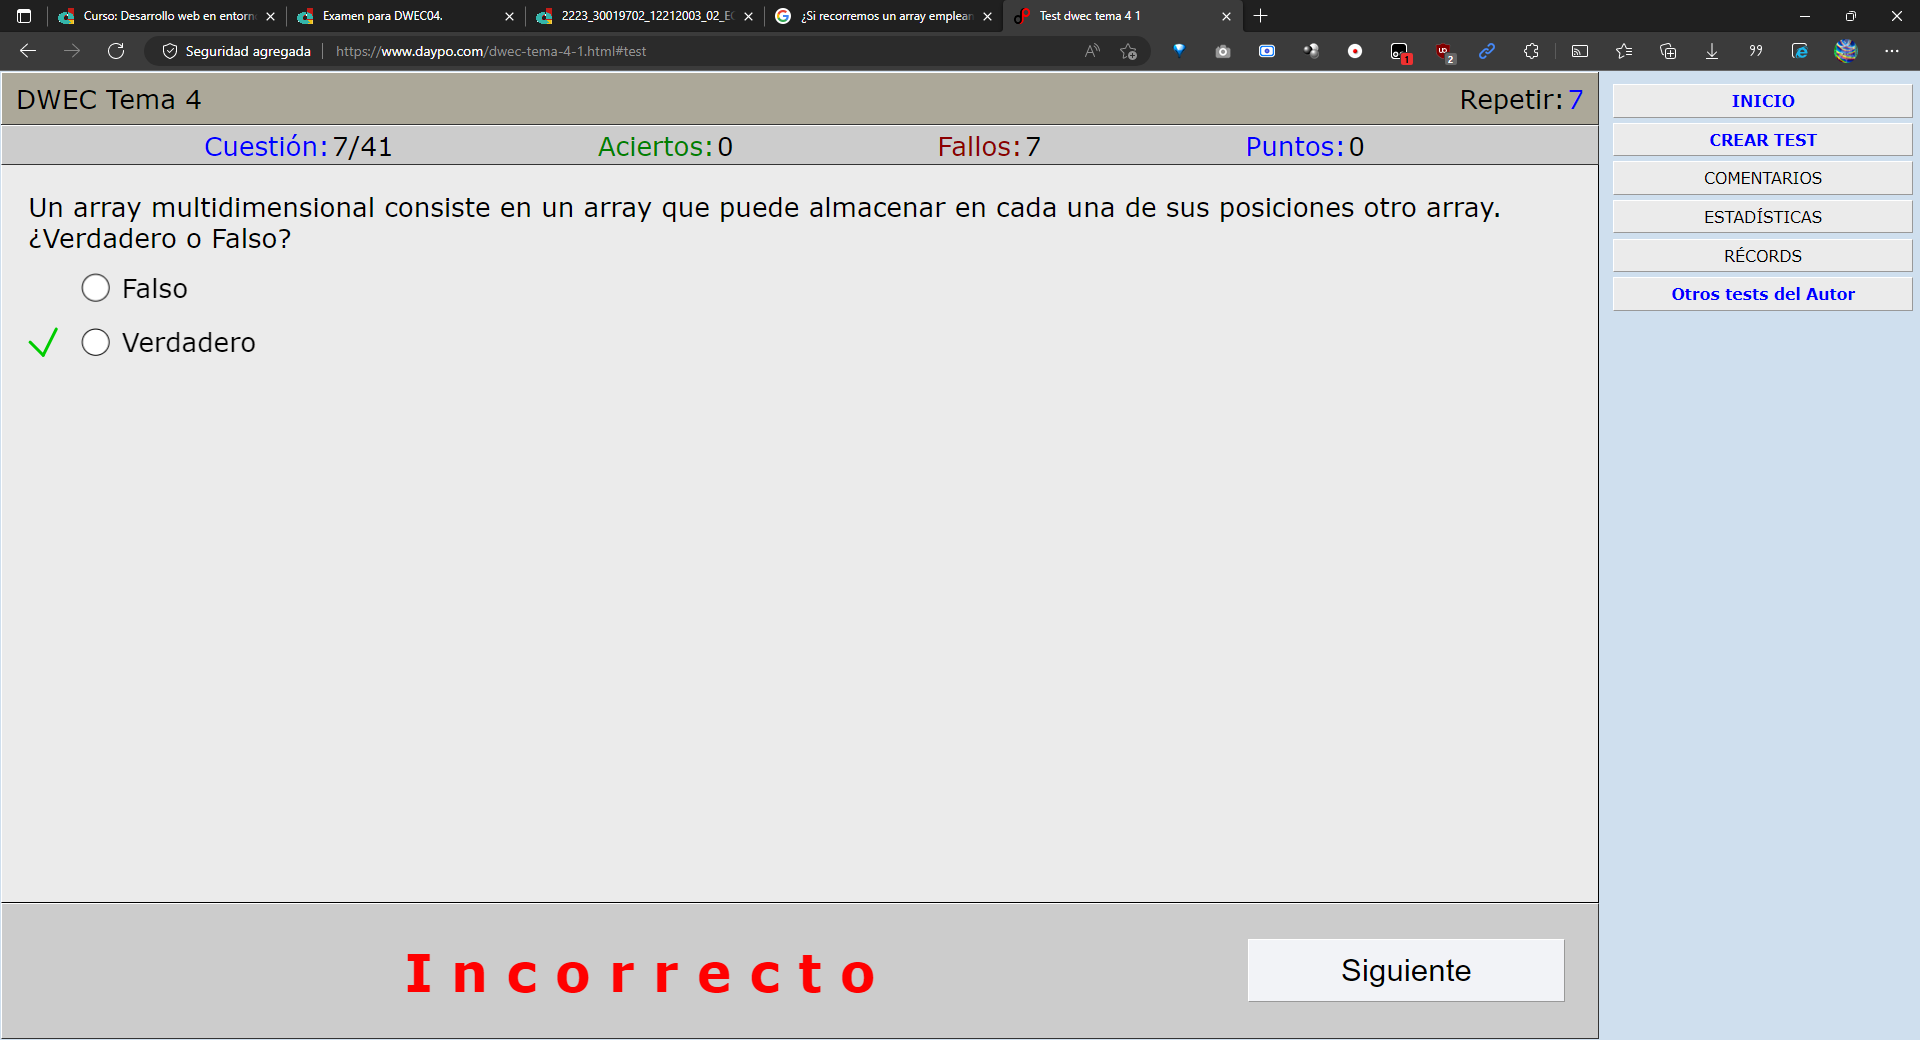 Curso: Desarrollo web en entorn
Examen para DWEC04.
2223_30019702_12212003_02_EC
¿Si recorremos un array emplean
Test dwec tema 4 1
Seguridad agregada
https://www.daypo.com/dwec-tema-4-1.html#test
1
2
DWEC Tema 4
Repetir: 7
Cuestión: 7/41
Aciertos: 0
Fallos: 7
Puntos: 0
Un array multidimensional consiste en un array que puede almacenar en cada una de sus posiciones otro array.
¿Verdadero o Falso?
Falso
Verdadero
Incorrecto
Siguiente
INICIO
CREAR TEST
COMENTARIOS
ESTADÍSTICAS
RÉCORDS
Otros tests del Autor